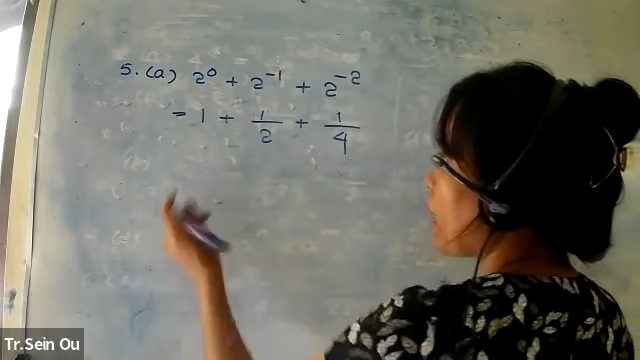 5. (a) 2⁰ + 2⁻¹ + 2⁻²
= 1 + 1/2 + 1/4
Tr.Sein Ou